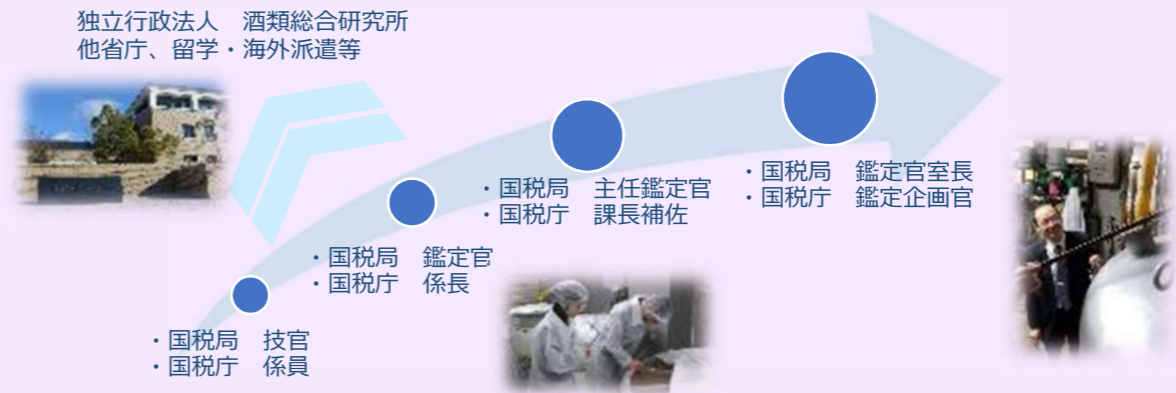 独立行政法人　酒類総合研究所
他省庁、留学・海外派遣等
・国税局　技官
・国税庁　係員
・国税局　鑑定官
・国税庁　係長
・国税局　主任鑑定官
・国税庁　課長補佐
・国税局　鑑定官室長
・国税庁　鑑定企画官